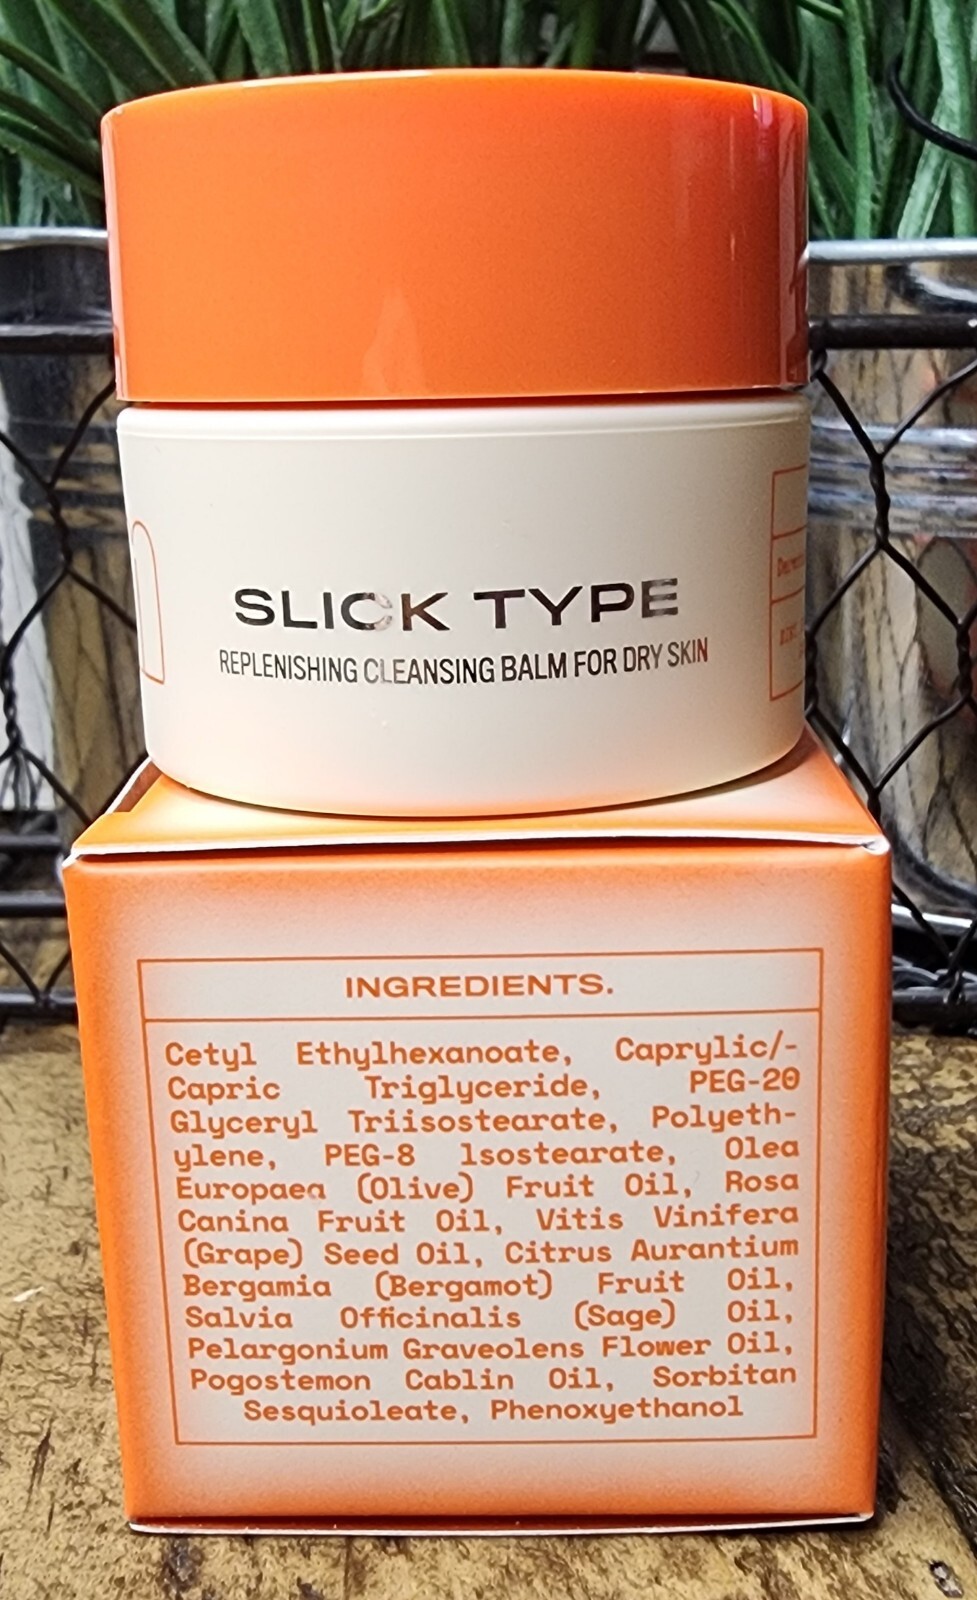 SLICK TYPE
REPLENISHING CLEANSING BALM FOR DRY SKIN
INGREDIENTS.
Cetyl Ethylhexanoate, Caprylic/-
Capric Triglyceride, PEG-20
Glyceryl Triisostearate, Polyeth-
ylene, PEG-8 lsostearate, Olea
Europaea (Olive) Fruit Oil, Rosa
Canina Fruit Oil, Vitis Vinifera
(Grape) Seed Oil, Citrus Aurantium
Bergamia (Bergamot) Fruit Oil,
Salvia Officinalis (Sage) Oil,
Pelargonium Graveolens Flower Oil,
Pogostemon Cablin Oil, Sorbitan
Sesquioleate, Phenoxyethanol